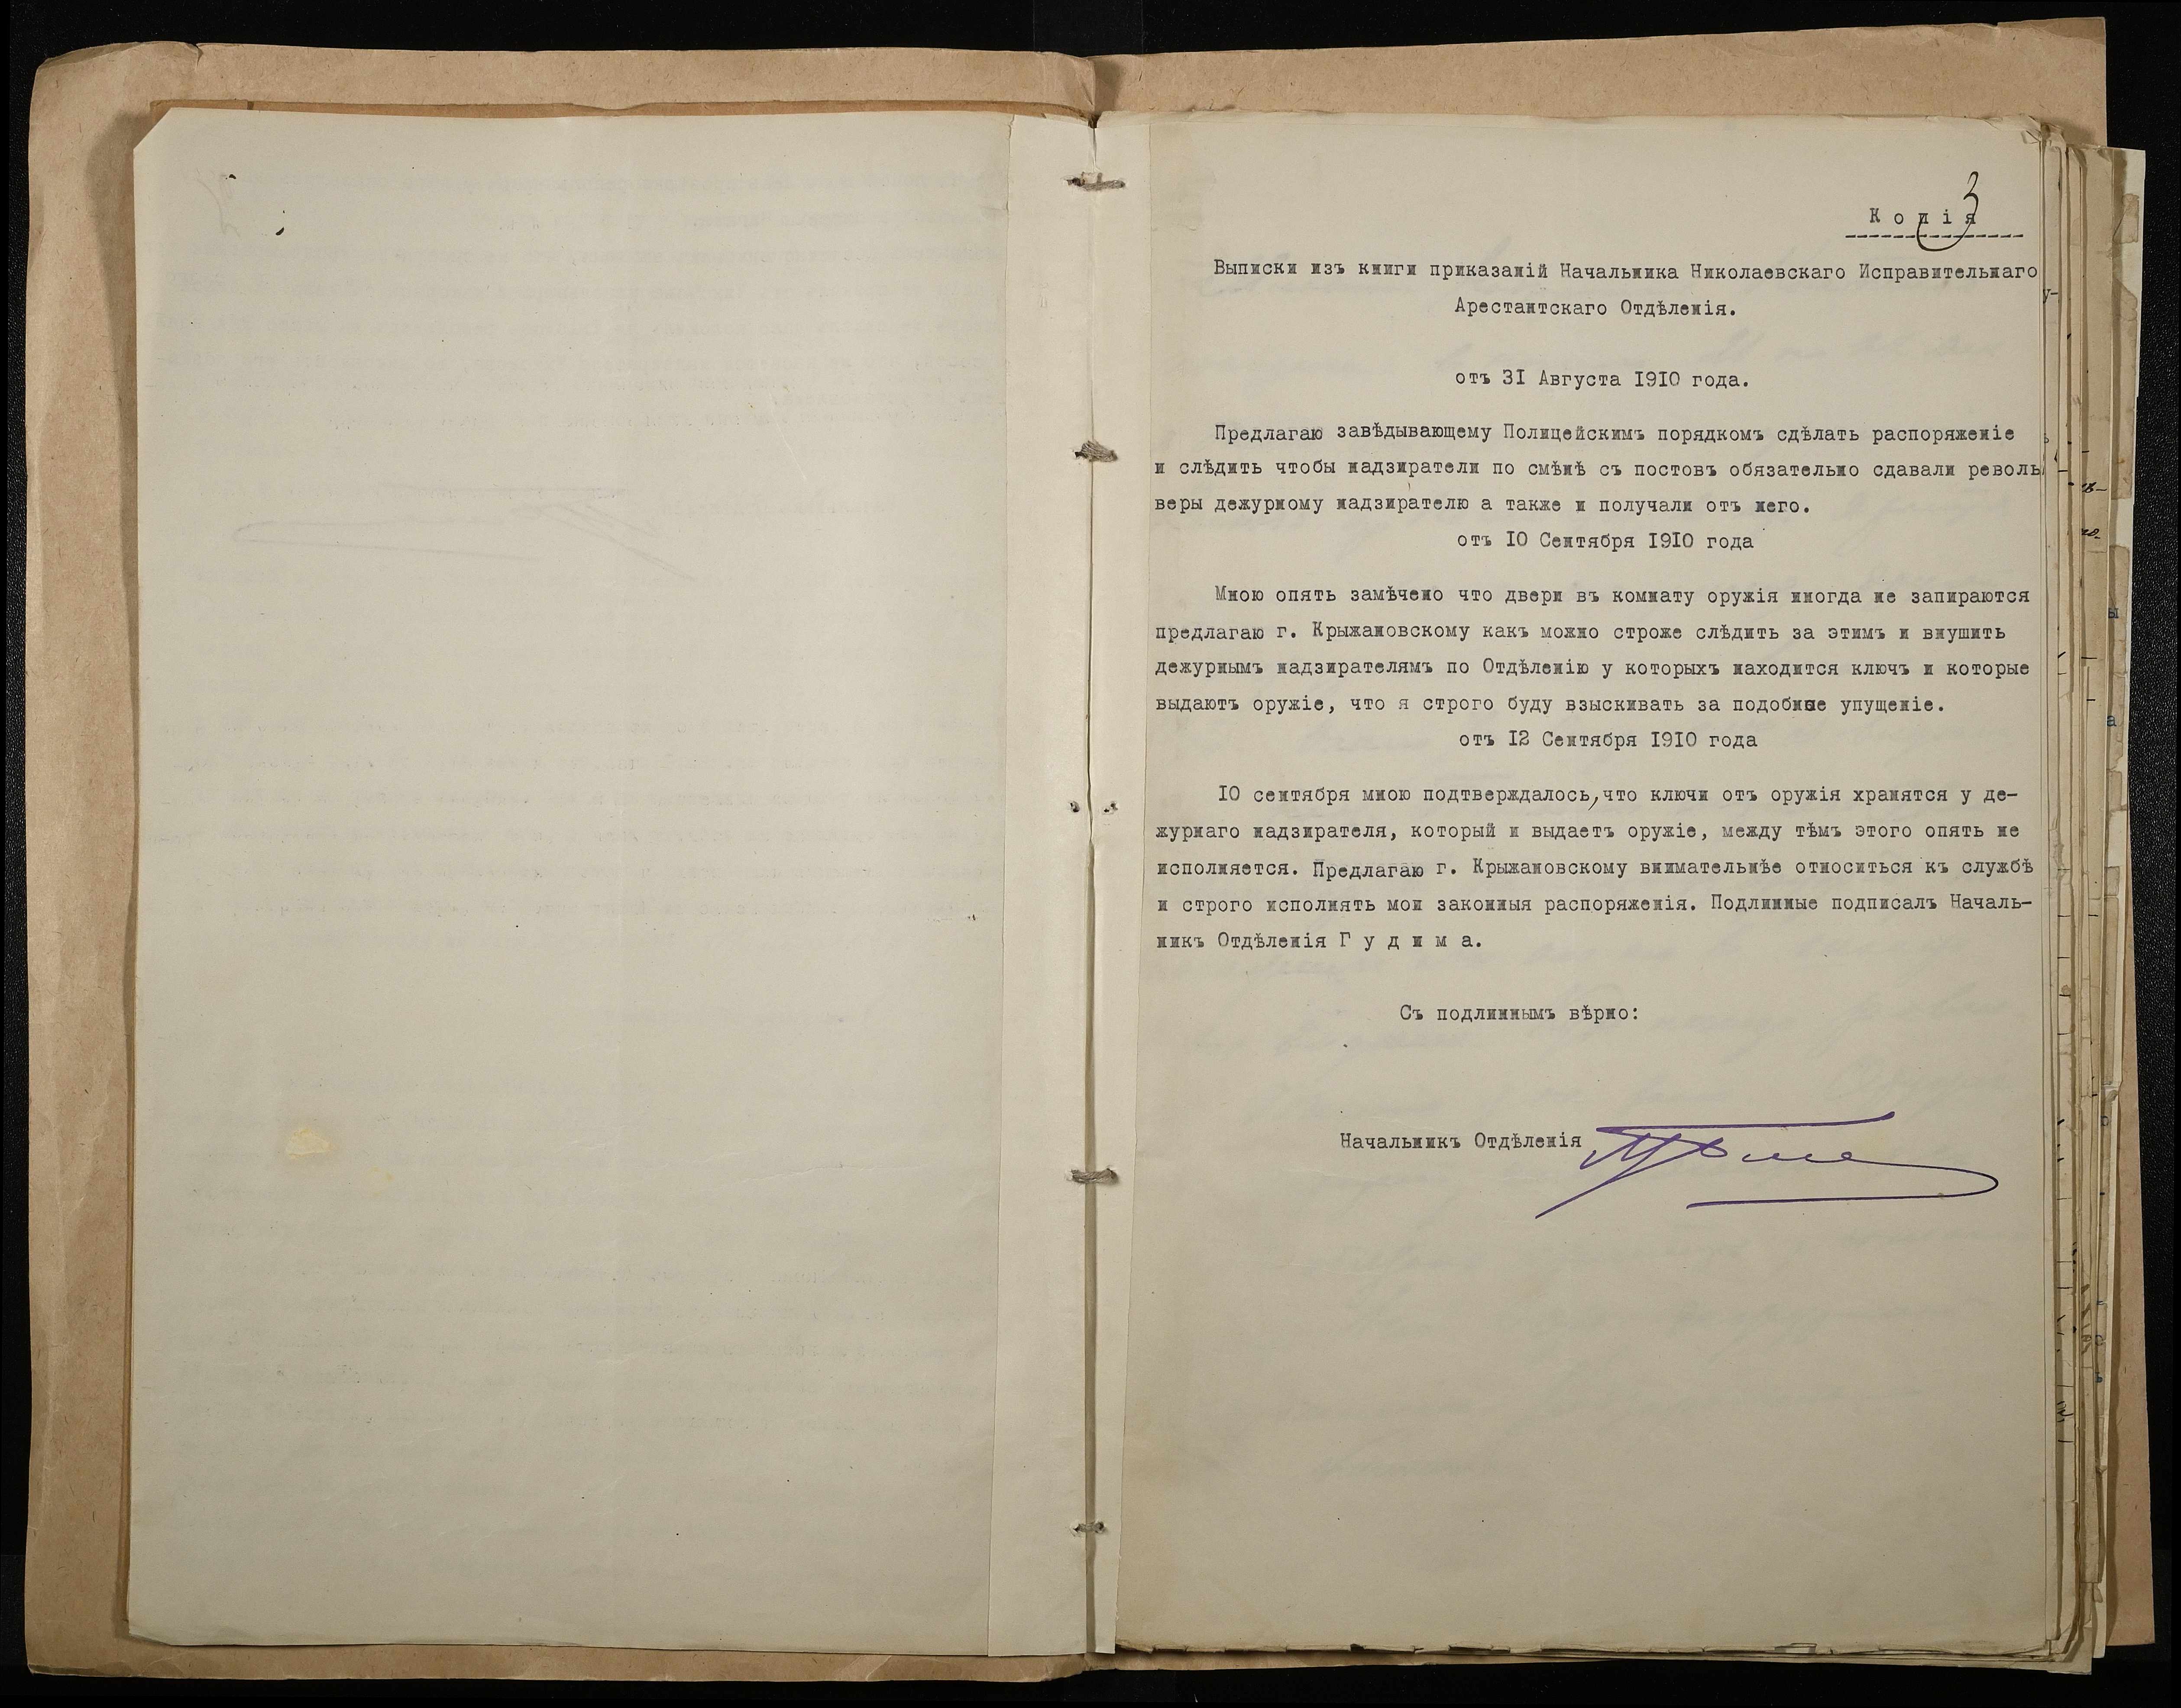 3
Копія
Выписки изъ книги приказаній Начальника Николаевскаго Исправительнаго
Арестантскаго Отдѣленія.
отъ 31 Августа 1910 года.
Предлагаю завѣдывающему Полицейскимъ порядкомъ сдѣлать распоряженіе
и слѣдить чтобы надзиратели по смѣнѣ съ постовъ обязательно сдавали револь
веры дежурному надзирателю а также и получали отъ него.
отъ 10 Сентября 1910 года
Мною опять замѣчено что двери въ комнату оружія иногда не запираются
предлагаю г. Крыжановскому какъ можно строже слѣдить за этимъ и внушить
дежурнымъ надзирателямъ по Отдѣленію у которыхъ находится ключъ и которые
выдаютъ оружіе, что я строго буду взыскивать за подобные упущеніе.
отъ 12 Сентября 1910 года
10 сентября мною подтверждалось, что ключи отъ оружія хранятся у де-
журнаго надзирателя, который и выдаетъ оружіе, между тѣмъ этого опять не
исполняется. Предлагаю г. Крыжановскому внимательнѣе относиться къ службѣ
и строго исполнять мои законныя распоряженія. Подлинные подписалъ Началь-
никъ Отдѣленія Г у д и м а.
Съ подлиннымъ вѣрно:
Начальникъ Отдѣленія